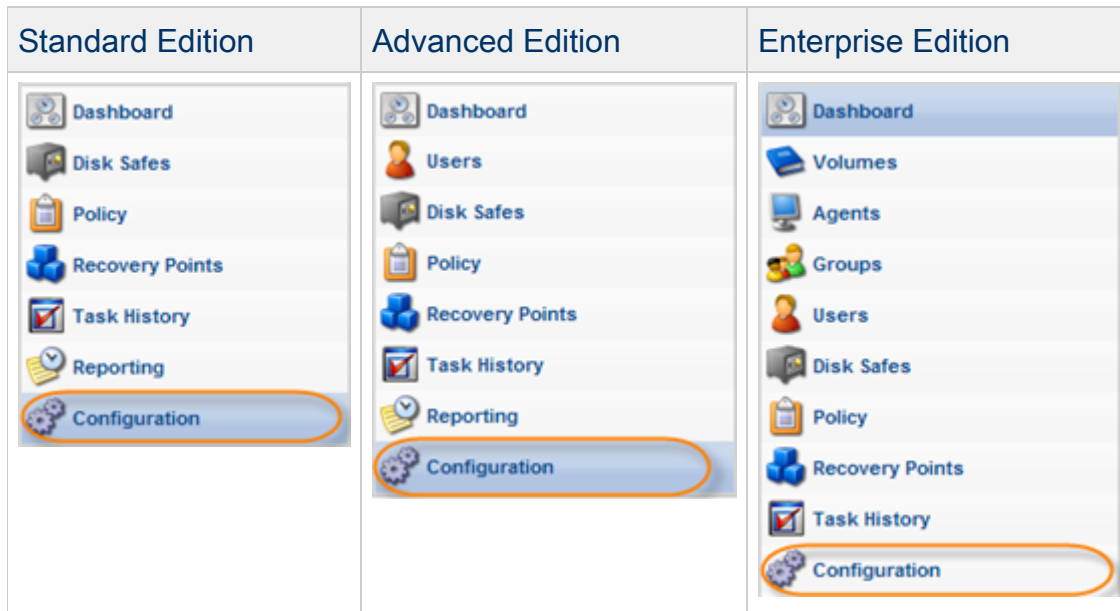 Standard Edition
Advanced Edition
Enterprise Edition
Dashboard
Disk Safes
Policy
Recovery Points
Task History
Reporting
Configuration
Dashboard
Users
Disk Safes
Policy
Recovery Points
Task History
Reporting
Configuration
Dashboard
Volumes
Agents
Groups
Users
Disk Safes
Policy
Recovery Points
Task History
Configuration